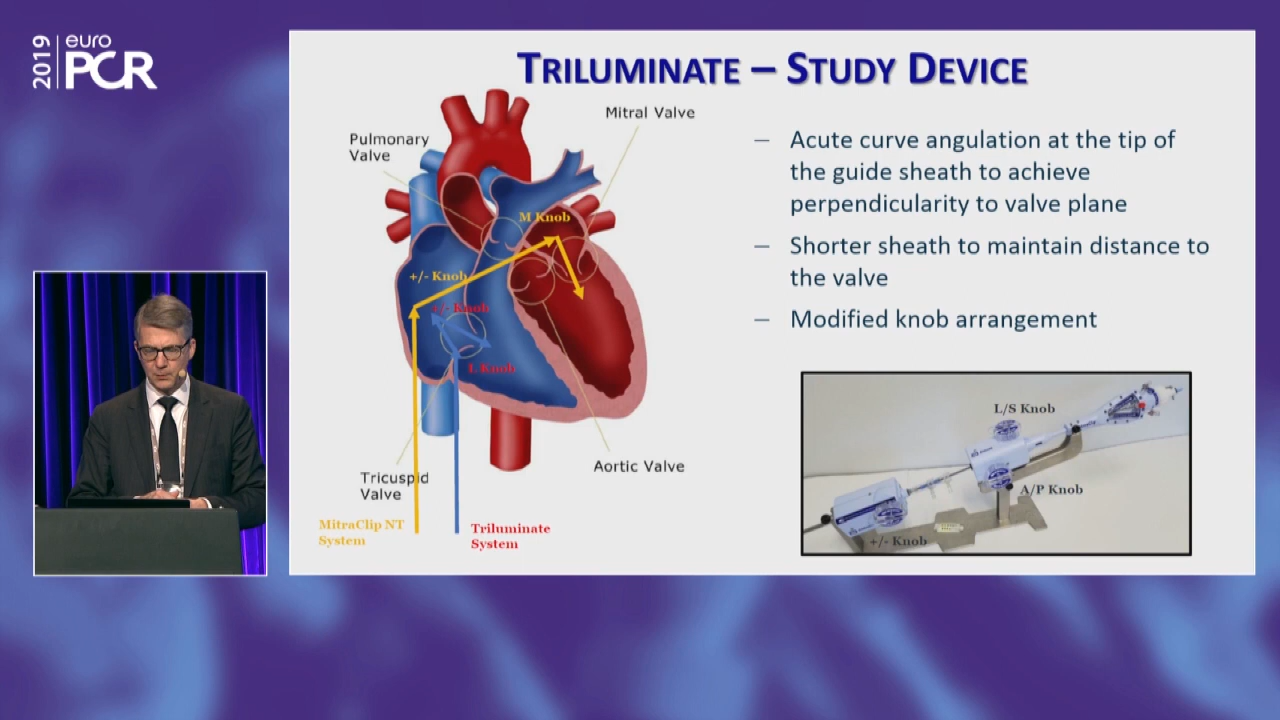 2019
euro
PCR
TRILUMINATE – STUDY DEVICE
Mitral Valve
Pulmonary
Valve
M Knob
+/- Knob
+/- Knob
L Knob
Tricuspid
Valve
Aortic Valve
MitraClip NT
System
Triluminate
System
– Acute curve angulation at the tip of
the guide sheath to achieve
perpendicularity to valve plane
– Shorter sheath to maintain distance to
the valve
– Modified knob arrangement
L/S Knob
A/P Knob
+/- Knob